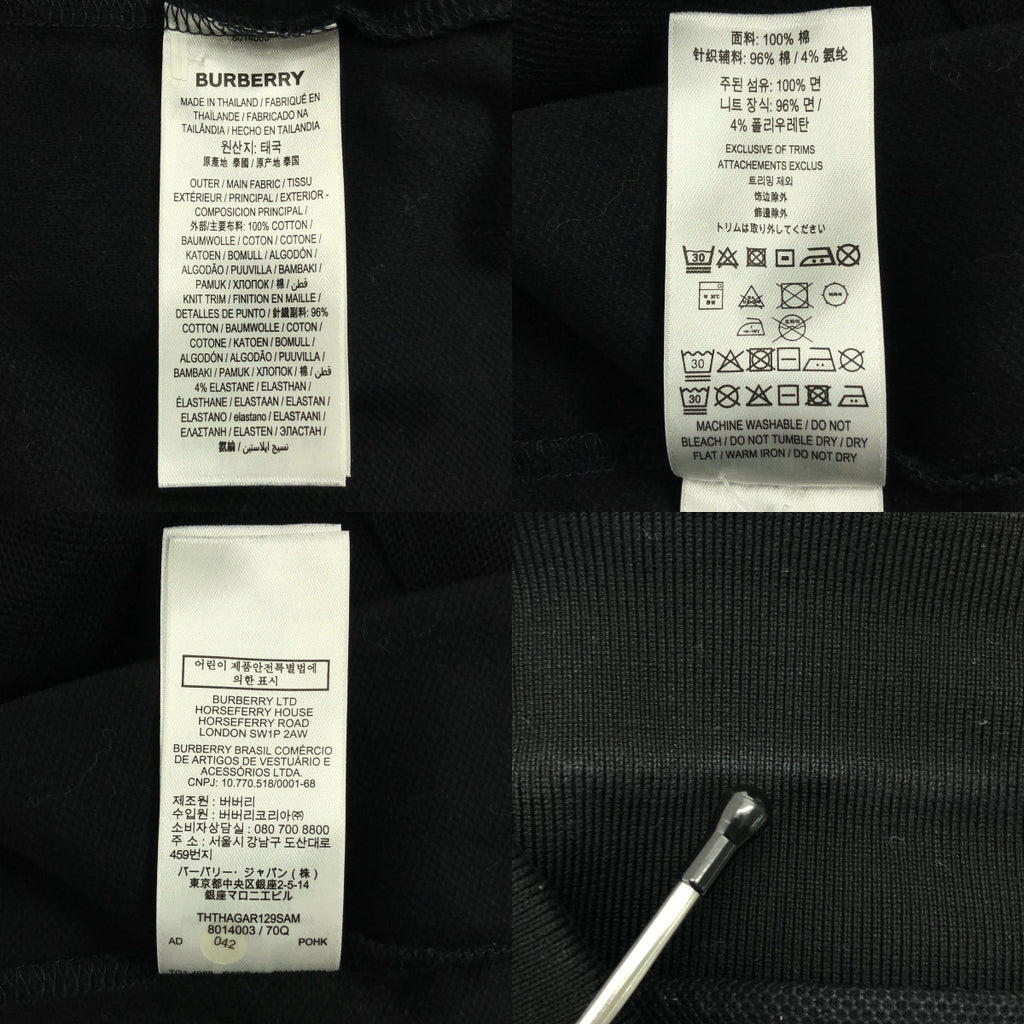 8014003
BURBERRY
MADE IN THAILAND / FABRIQUÉ EN
THAÏLANDE / FABRICADO NA
TAILÂNDIA / HECHO EN TAILANDIA
원산지: 태국
原產地 泰國 / 原产地 泰国
OUTER / MAIN FABRIC / TISSU
EXTÉRIEUR / PRINCIPAL / EXTERIOR -
COMPOSICION PRINCIPAL /
外部/主要布料: 100% COTTON /
BAUMWOLLE / COTON / COTONE /
KATOEN / BOMULL / ALGODÓN /
ALGODÃO / PUUVILLA / BAMBAKI /
PAMUK / ХЛОПОК / 棉 / قطن /
KNIT TRIM / FINITION EN MAILLE /
DETALLES DE PUNTO / 針織副料: 96%
COTTON / BAUMWOLLE / COTON /
COTONE / KATOEN / BOMULL /
ALGODÓN / ALGODÃO / PUUVILLA /
BAMBAKI / PAMUK / ХЛОПОК / 棉 / قطن /
4% ELASTANE / ELASTHAN /
ÉLASTHANE / ELASTAAN / ELASTAN /
ELASTANO / elastano / ELASTAANI /
ΕΛΑΣΤΑΝΗ / ELASTEN / ЭЛАСТАН /
氨綸 / نسيج ايلاستين
面料: 100% 棉
针织辅料: 96% 棉 / 4% 氨纶
주된 섬유: 100% 면
니트 장식: 96% 면 /
4% 폴리우레탄
EXCLUSIVE OF TRIMS
ATTACHEMENTS EXCLUS
트리밍 제외
饰边除外
飾邊除外
トリムは取り外してください
30
30
30
MACHINE WASHABLE / DO NOT
BLEACH / DO NOT TUMBLE DRY / DRY
FLAT / WARM IRON / DO NOT DRY
어린이 제품안전특별법에
의한 표시
BURBERRY LTD
HORSEFERRY HOUSE
HORSEFERRY ROAD
LONDON SW1P 2AW
BURBERRY BRASIL COMÉRCIO
DE ARTIGOS DE VESTUÁRIO E
ACESSÓRIOS LTDA.
CNPJ: 10.770.518/0001-68
제조원 : 버버리
수입원 : 버버리코리아㈜
소비자상담실 : 080 700 8800
주 소 : 서울시 강남구 도산대로
459번지
バーバリー・ジャパン (株)
東京都中央区銀座2-5-14
銀座マロニエビル
THTHAGAR129SAM
8014003 / 70Q
AD 042 POHK